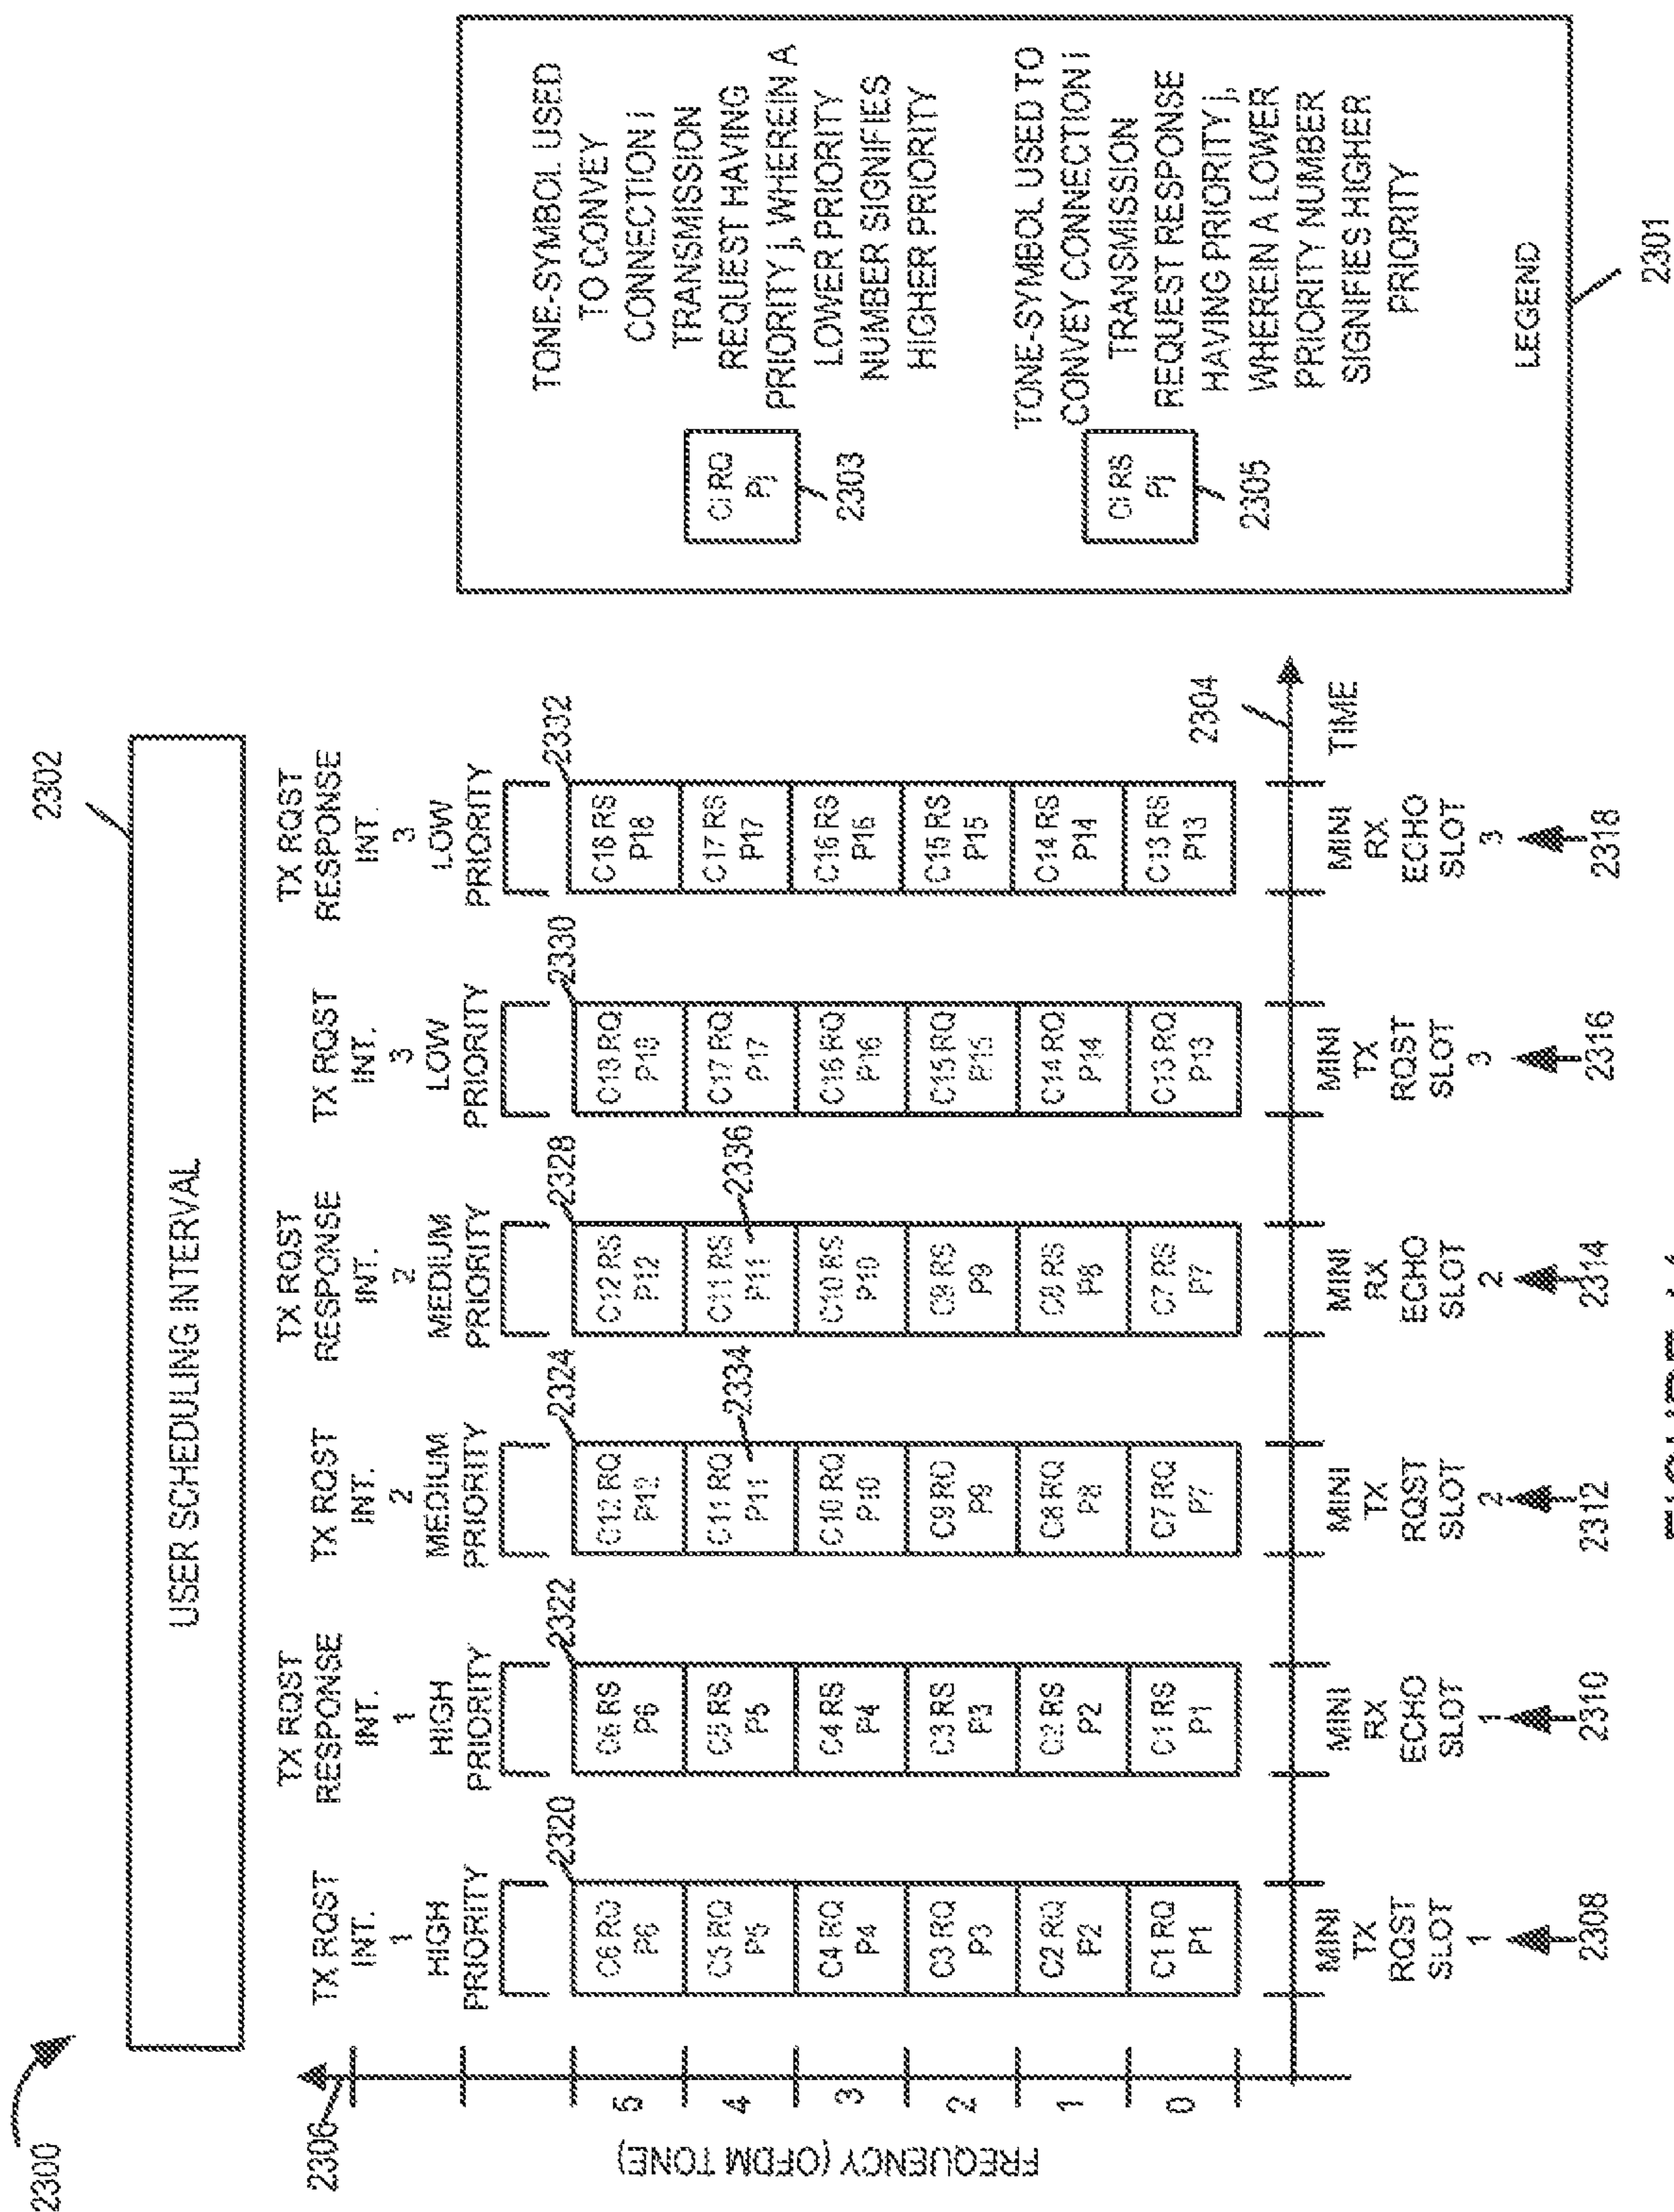 2300
2302
USER SCHEDULING INTERVAL
TX RQST
INT.
1
HIGH
PRIORITY
TX RQST
RESPONSE
INT.
1
HIGH
PRIORITY
TX RQST
INT.
2
MEDIUM
PRIORITY
TX RQST
RESPONSE
INT.
2
MEDIUM
PRIORITY
TX RQST
INT.
3
LOW
PRIORITY
TX RQST
RESPONSE
INT.
3
LOW
PRIORITY
2306
FREQUENCY (OFDM TONE)
5
4
3
2
1
0
2320
C6 RQ
P6
C5 RQ
P5
C4 RQ
P4
C3 RQ
P3
C2 RQ
P2
C1 RQ
P1
2322
C6 RS
P6
C5 RS
P5
C4 RS
P4
C3 RS
P3
C2 RS
P2
C1 RS
P1
2324
C12 RQ
P12
C11 RQ
P11
2334
C10 RQ
P10
C9 RQ
P9
C8 RQ
P8
C7 RQ
P7
2328
C12 RS
P12
C11 RS
P11
2336
C10 RS
P10
C9 RS
P9
C8 RS
P8
C7 RS
P7
2330
C18 RQ
P18
C17 RQ
P17
C16 RQ
P16
C15 RQ
P15
C14 RQ
P14
C13 RQ
P13
2332
C18 RS
P18
C17 RS
P17
C16 RS
P16
C15 RS
P15
C14 RS
P14
C13 RS
P13
2304
TIME
MINI
TX
RQST
SLOT
1
2308
MINI
RX
ECHO
SLOT
1
2310
MINI
TX
RQST
SLOT
2
2312
MINI
RX
ECHO
SLOT
2
2314
MINI
TX
RQST
SLOT
3
2316
MINI
RX
ECHO
SLOT
3
2318
Ci RQ
Pj
2303
TONE-SYMBOL USED
TO CONVEY
CONNECTION i
TRANSMISSION
REQUEST HAVING
PRIORITY j, WHEREIN A
LOWER PRIORITY
NUMBER SIGNIFIES
HIGHER PRIORITY
Ci RS
Pj
2305
TONE-SYMBOL USED TO
CONVEY CONNECTION i
TRANSMISSION
REQUEST RESPONSE
HAVING PRIORITY j,
WHEREIN A LOWER
PRIORITY NUMBER
SIGNIFIES HIGHER
PRIORITY
LEGEND
2301